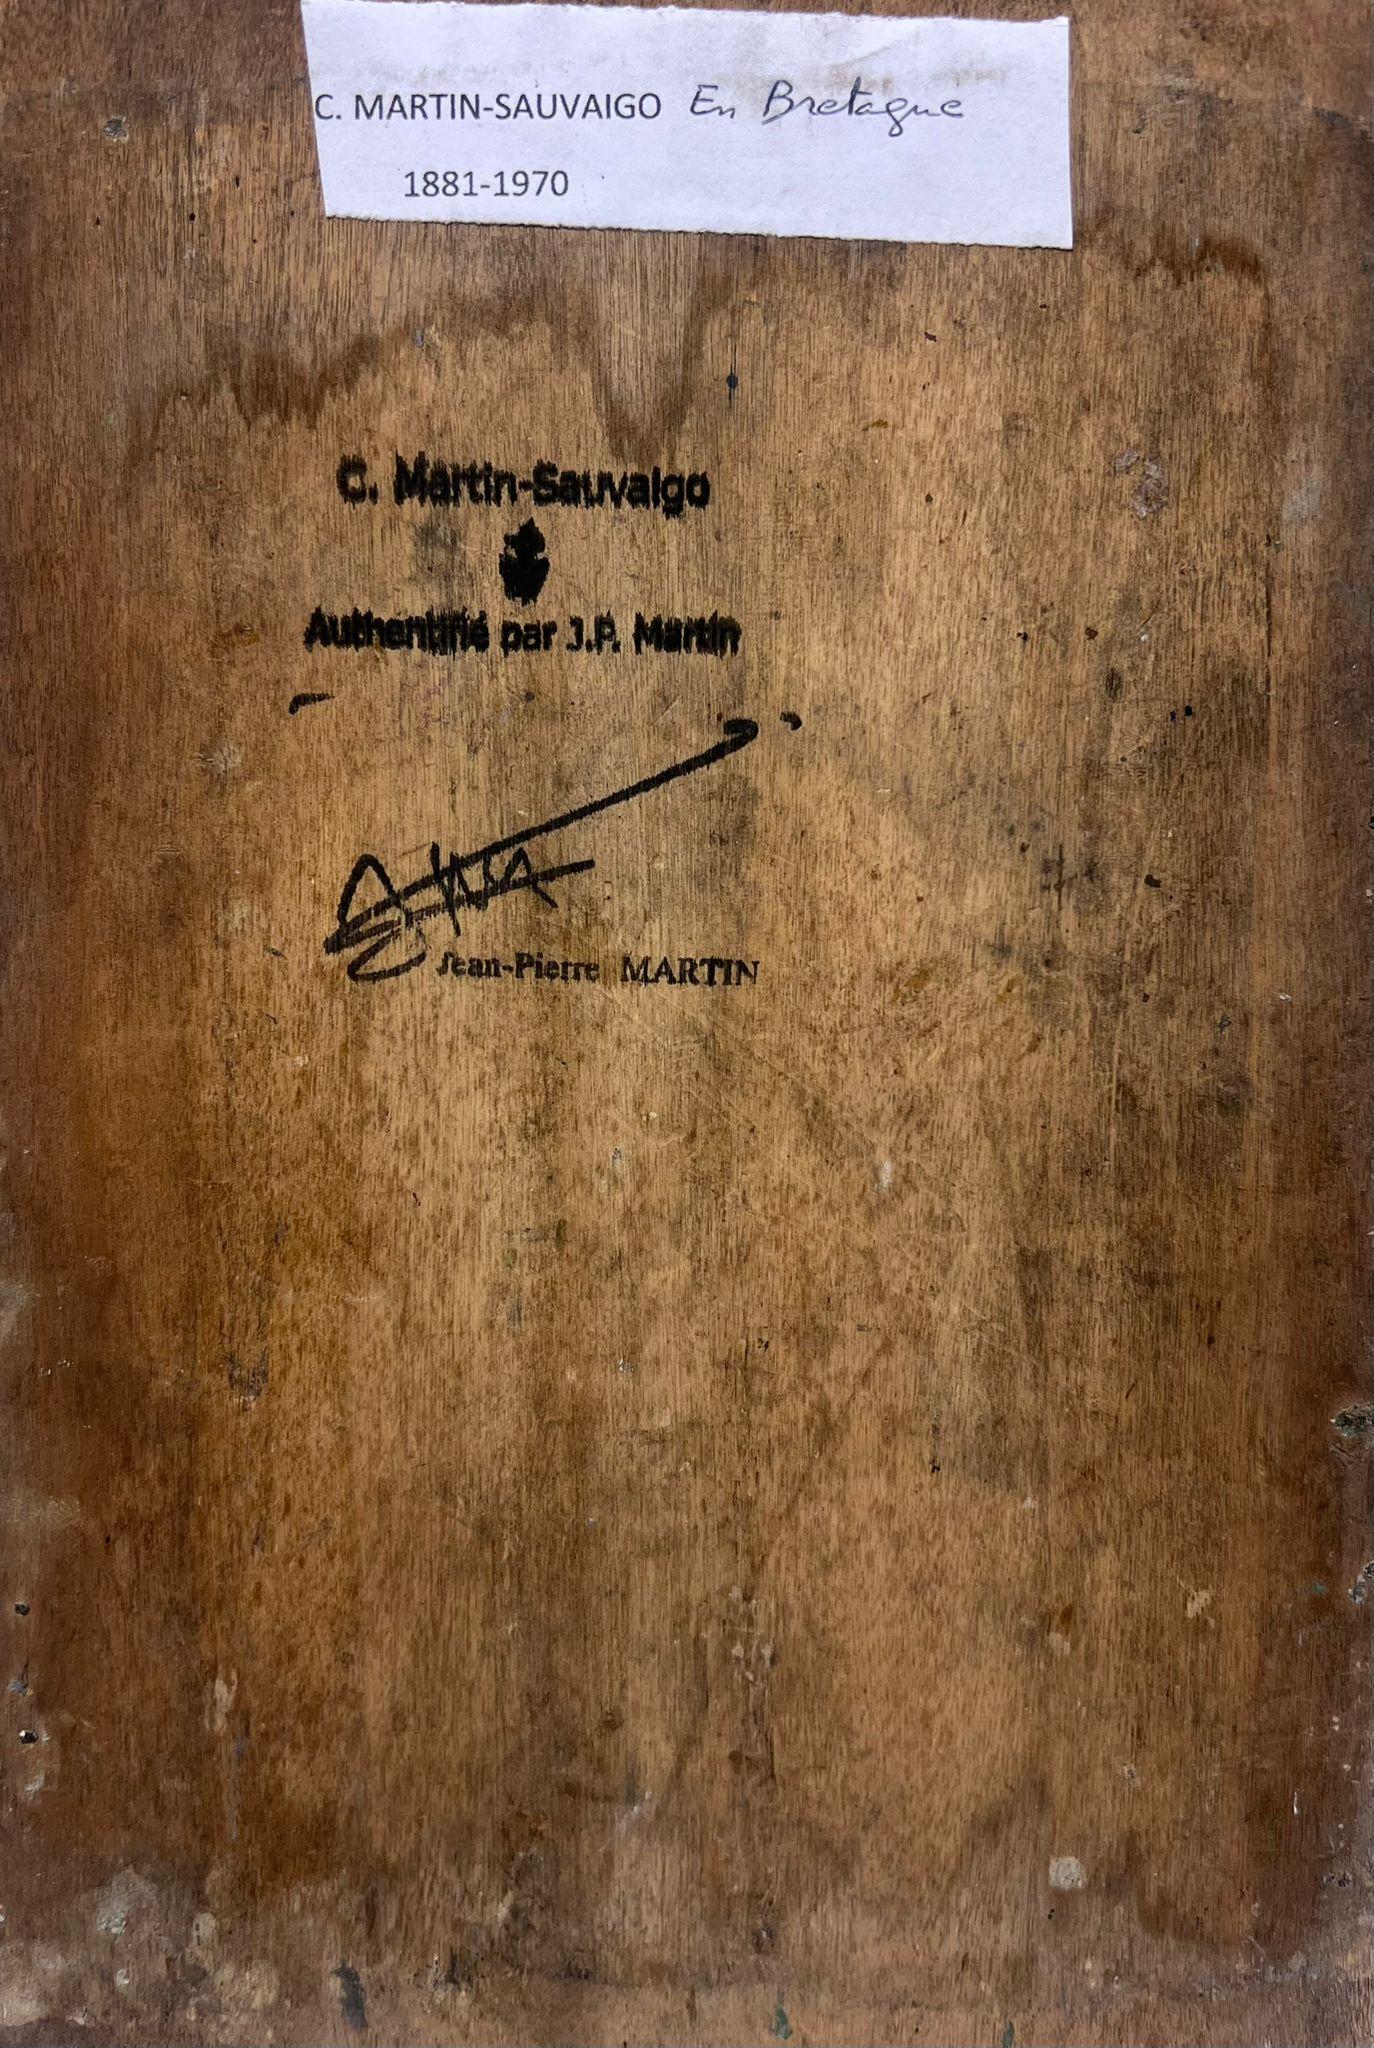 C. MARTIN-SAUVAIGO En Bretagne
1881-1970
C. Martin-Sauvaigo
Authentifié par J.P. Martin
Jean-Pierre MARTIN